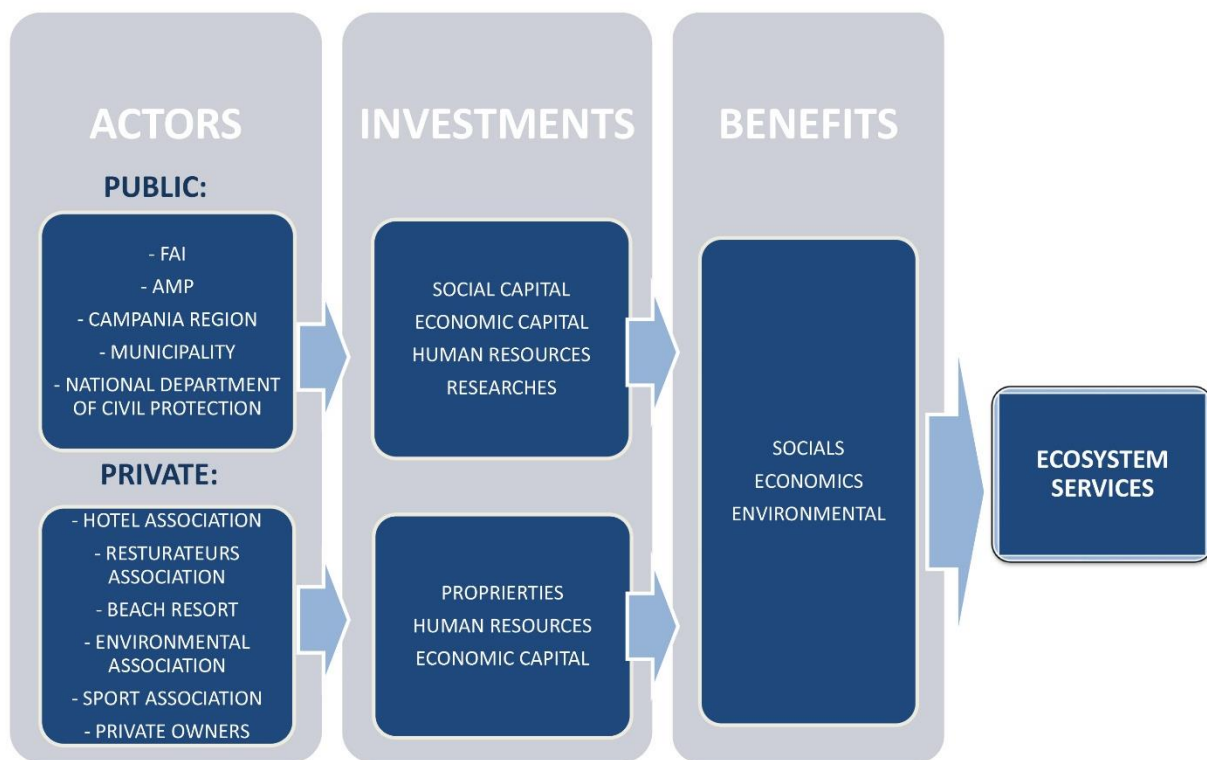 ACTORS
PUBLIC:
- FAI
- AMP
- CAMPANIA REGION
- MUNICIPALITY
- NATIONAL DEPARTMENT
OF CIVIL PROTECTION
PRIVATE:
- HOTEL ASSOCIATION
- RESTURATEURS
ASSOCIATION
- BEACH RESORT
- ENVIRONMENTAL
ASSOCIATION
- SPORT ASSOCIATION
- PRIVATE OWNERS
INVESTMENTS
SOCIAL CAPITAL
ECONOMIC CAPITAL
HUMAN RESOURCES
RESEARCHES
PROPRIERTIES
HUMAN RESOURCES
ECONOMIC CAPITAL
BENEFITS
SOCIALS
ECONOMICS
ENVIRONMENTAL
ECOSYSTEM
SERVICES